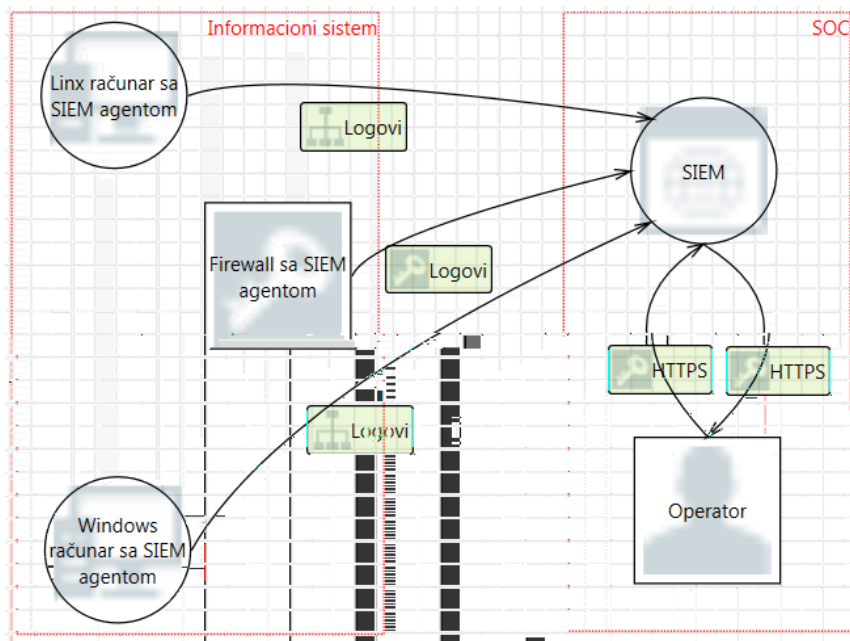 Informacioni sistem
SOC
Linx računar sa
SIEM agentom
Logovi
SIEM
Firewall sa SIEM
agentom
Logovi
HTTPS
HTTPS
Logovi
Windows
računar sa SIEM
agentom
Operator